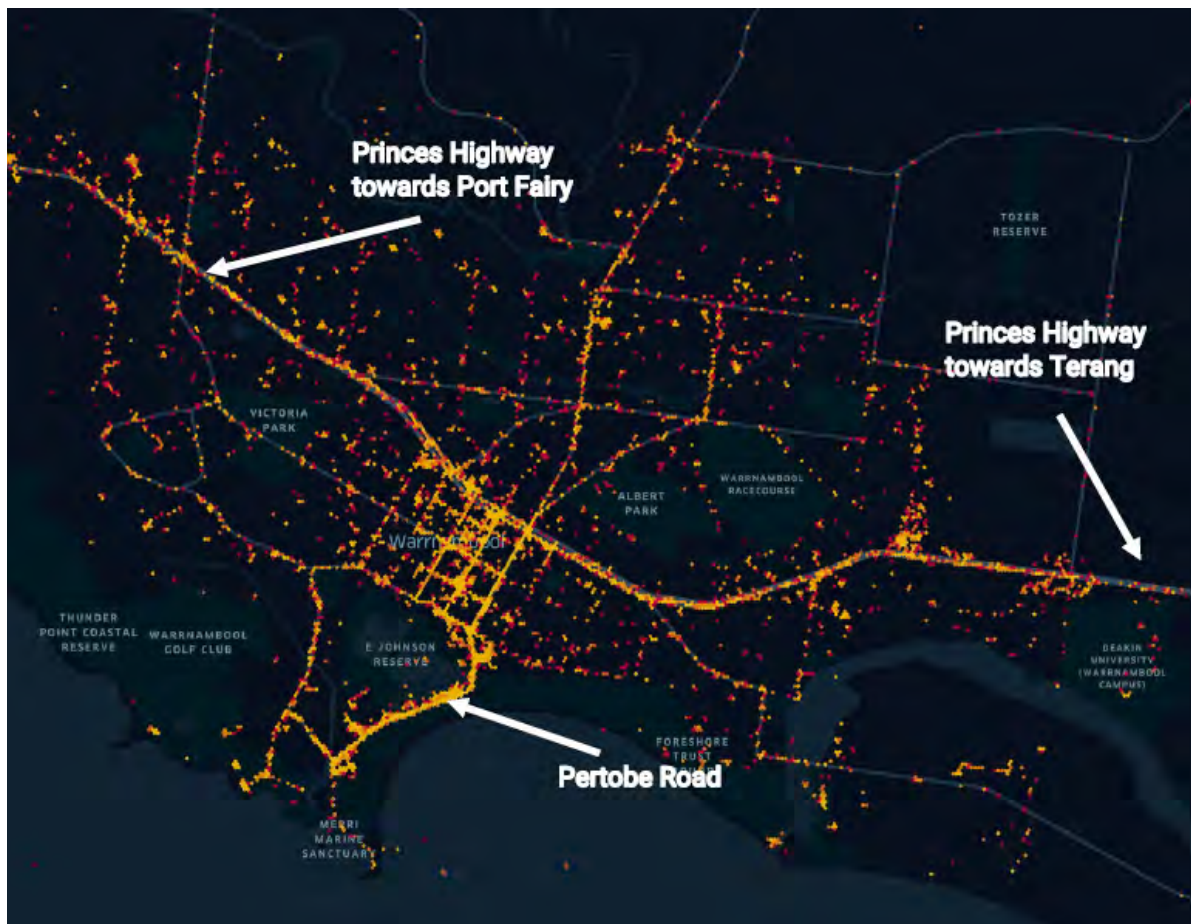 Princes Highway
towards Port Fairy
TOZER
RESERVE
Princes Highway
towards Terang
VICTORIA
PARK
WARRNAMBOOL
RACECOURSE
ALBERT
PARK
Warrnambool
THUNDER
POINT COASTAL
RESERVE
WARRNAMBOOL
GOLF CLUB
E JOHNSON
RESERVE
DEAKIN
UNIVERSITY
(WARRNAMBOOL
CAMPUS)
FORESHORE
TRUST
Pertobe Road
MERRI
MARINE
SANCTUARY